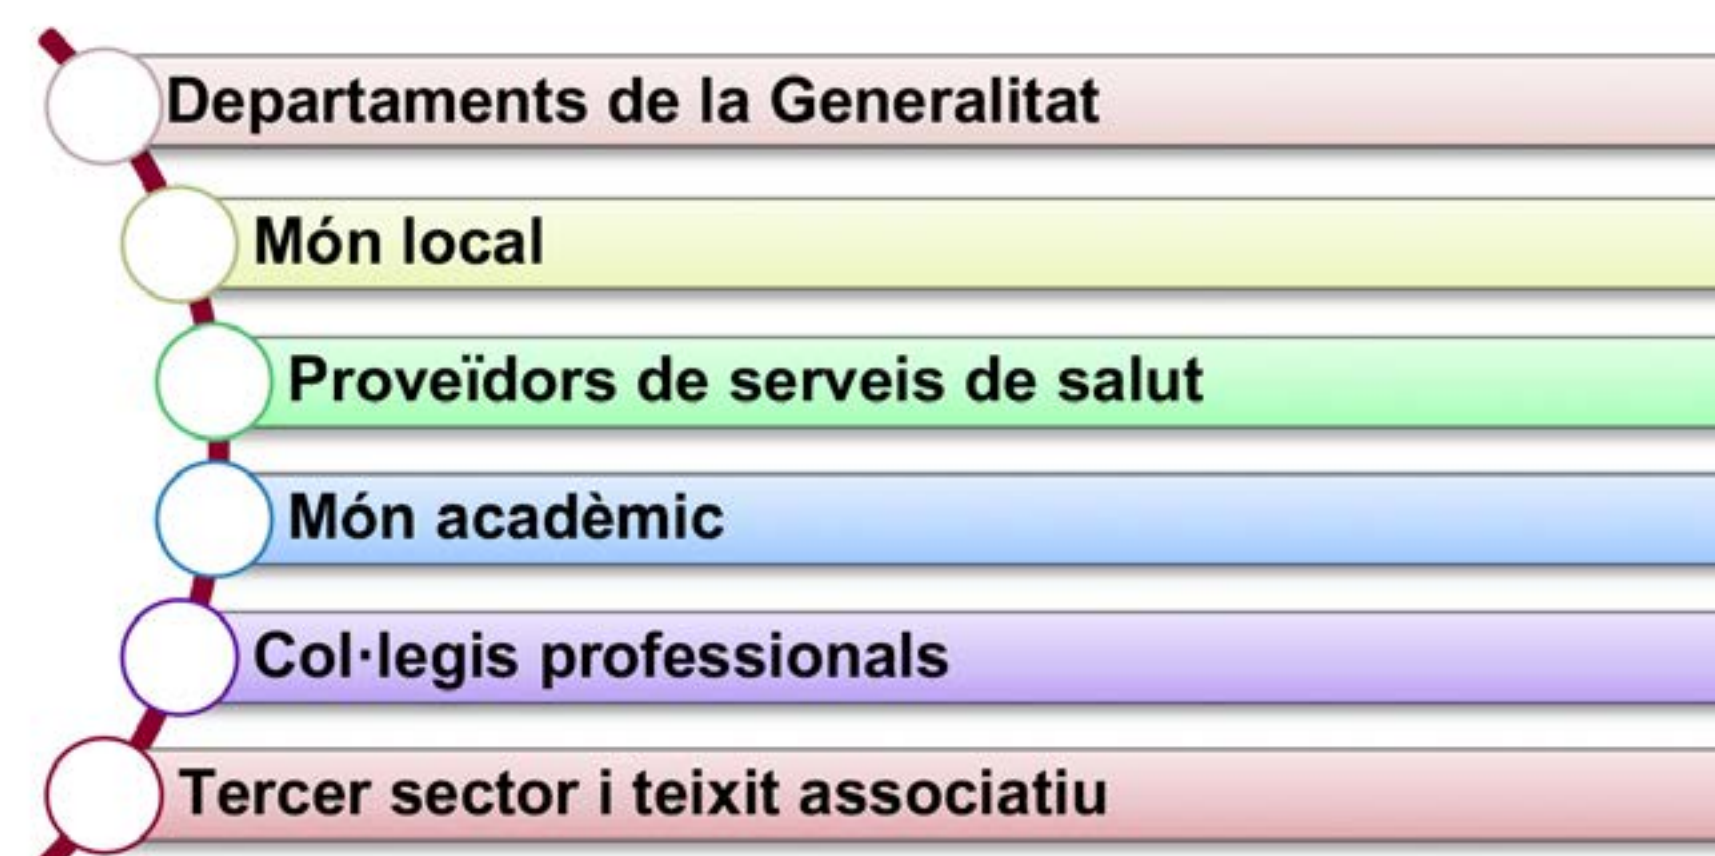 Departaments de la Generalitat
Món local
Proveïdors de serveis de salut
Món acadèmic
Col·legis professionals
Tercer sector i teixit associatiu